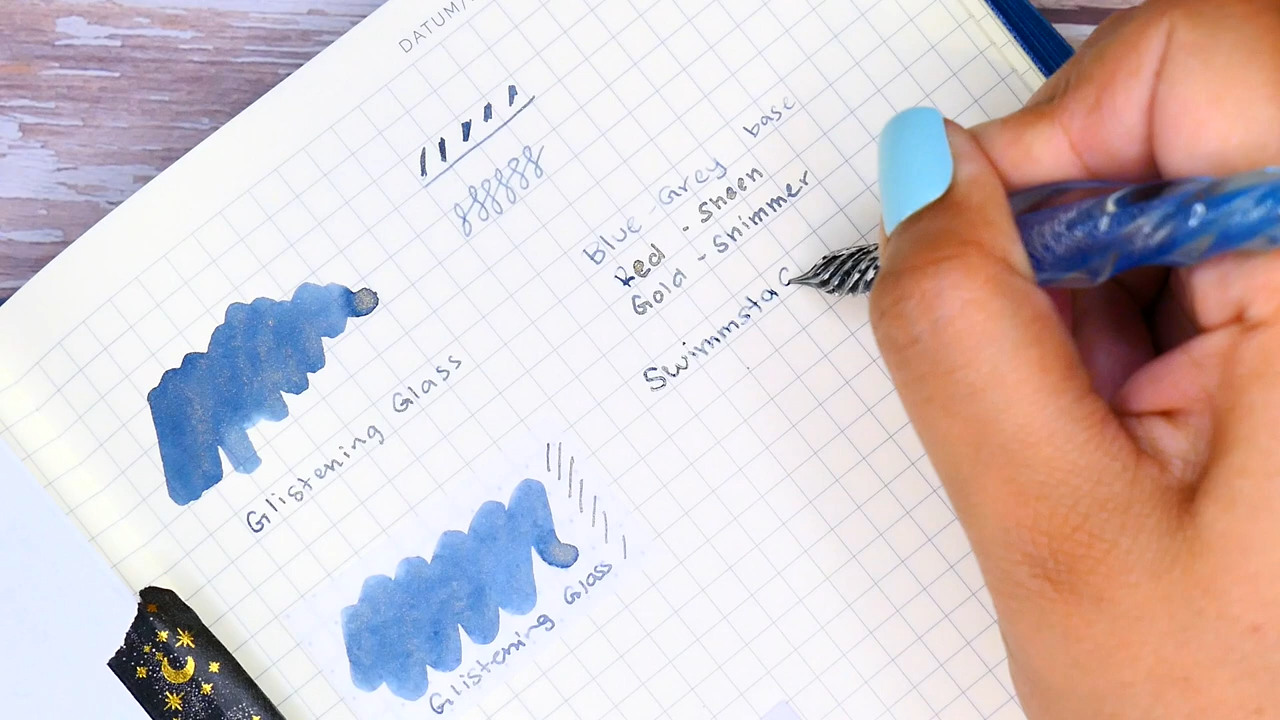 DATUM/
Blue-Grey base
Red - Sheen
Gold - Shimmer
Swimmsta
Glistening Glass
Glistening Glass